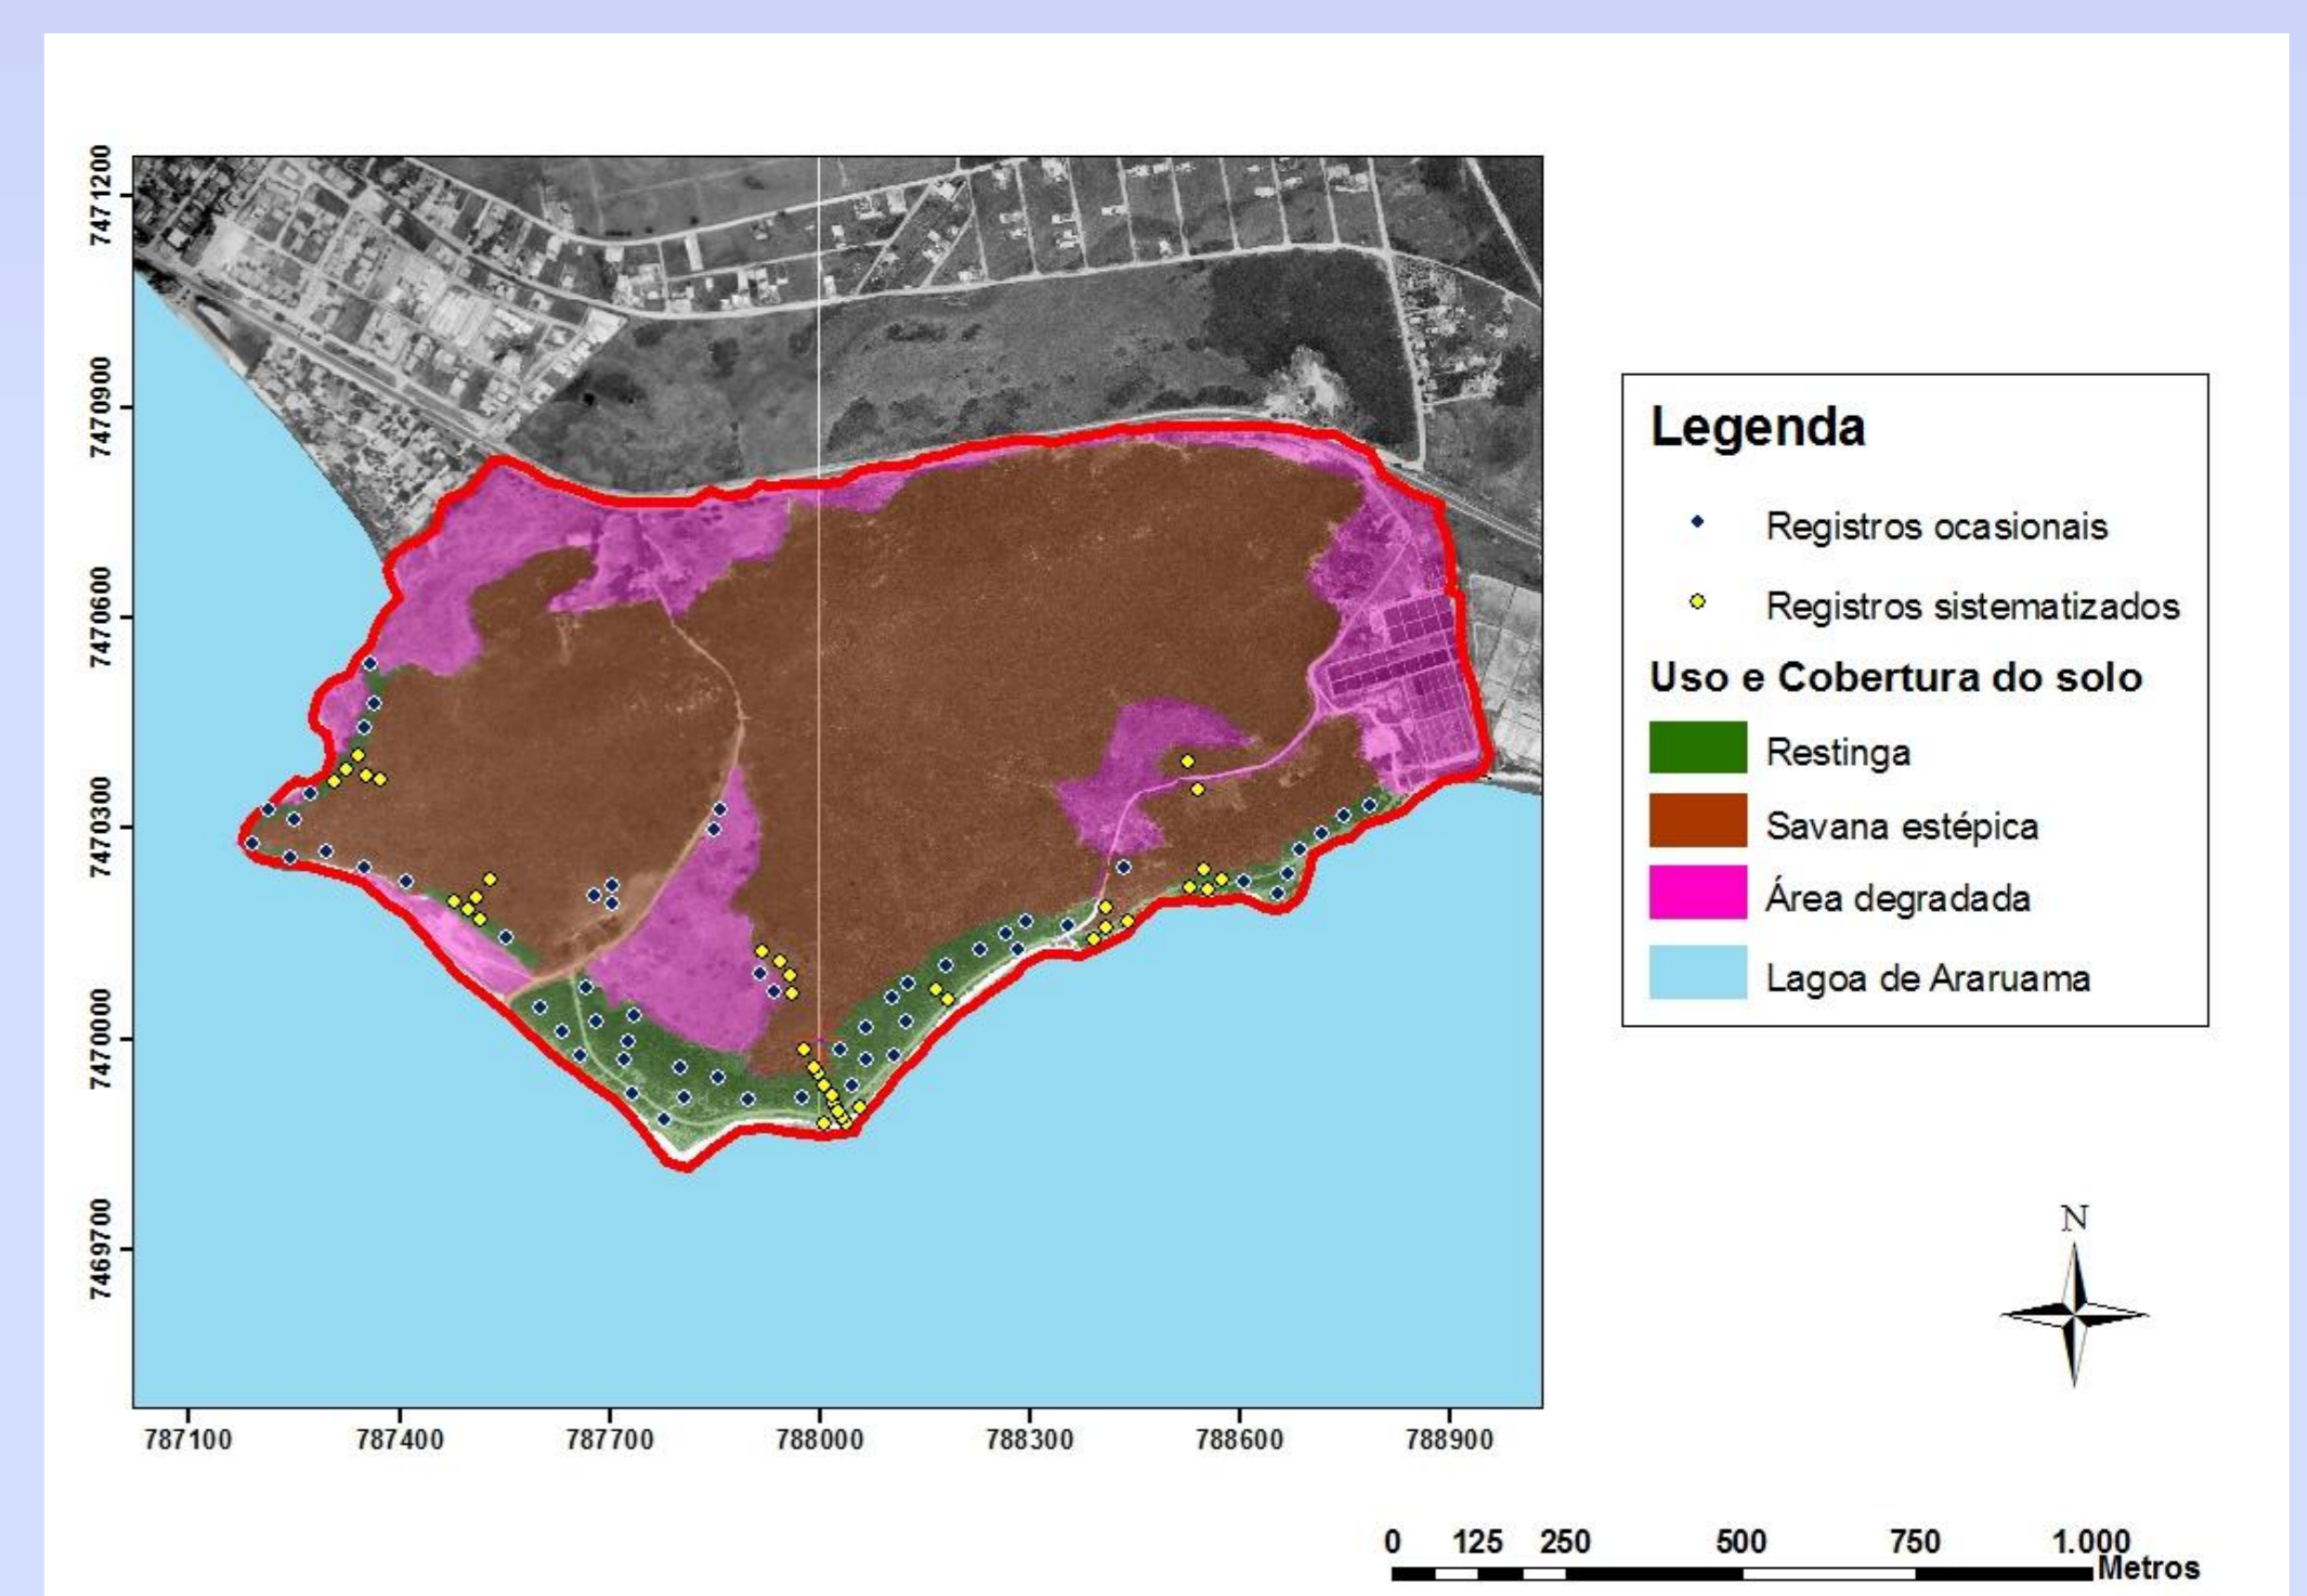 7471200
7470900
7470600
7470300
7470000
7469700
787100 787400 787700 788000 788300 788600 788900
Legenda
Registros ocasionais
Registros sistematizados
Uso e Cobertura do solo
Restinga
Savana estépica
Área degradada
Lagoa de Araruama
N
0 125 250 500 750 1.000
Metros